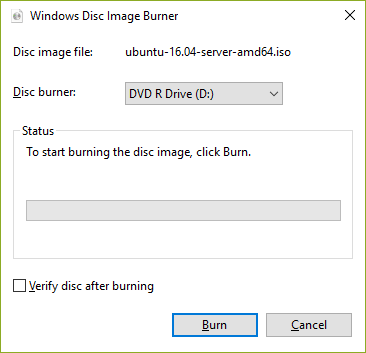 Windows Disc Image Burner
Disc image file: ubuntu-16.04-server-amd64.iso
Disc burner: DVD R Drive (D:)
Status
To start burning the disc image, click Burn.
Verify disc after burning
Burn Cancel